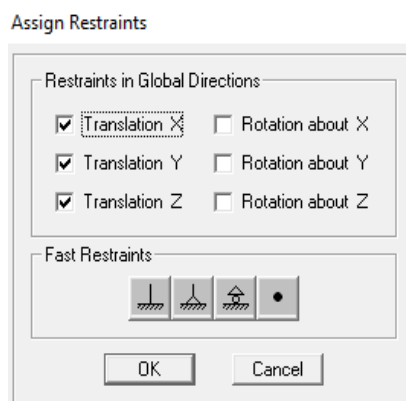 Assign Restraints
Restraints in Global Directions
Translation X Rotation about X
Translation Y Rotation about Y
Translation Z Rotation about Z
Fast Restraints
OK Cancel